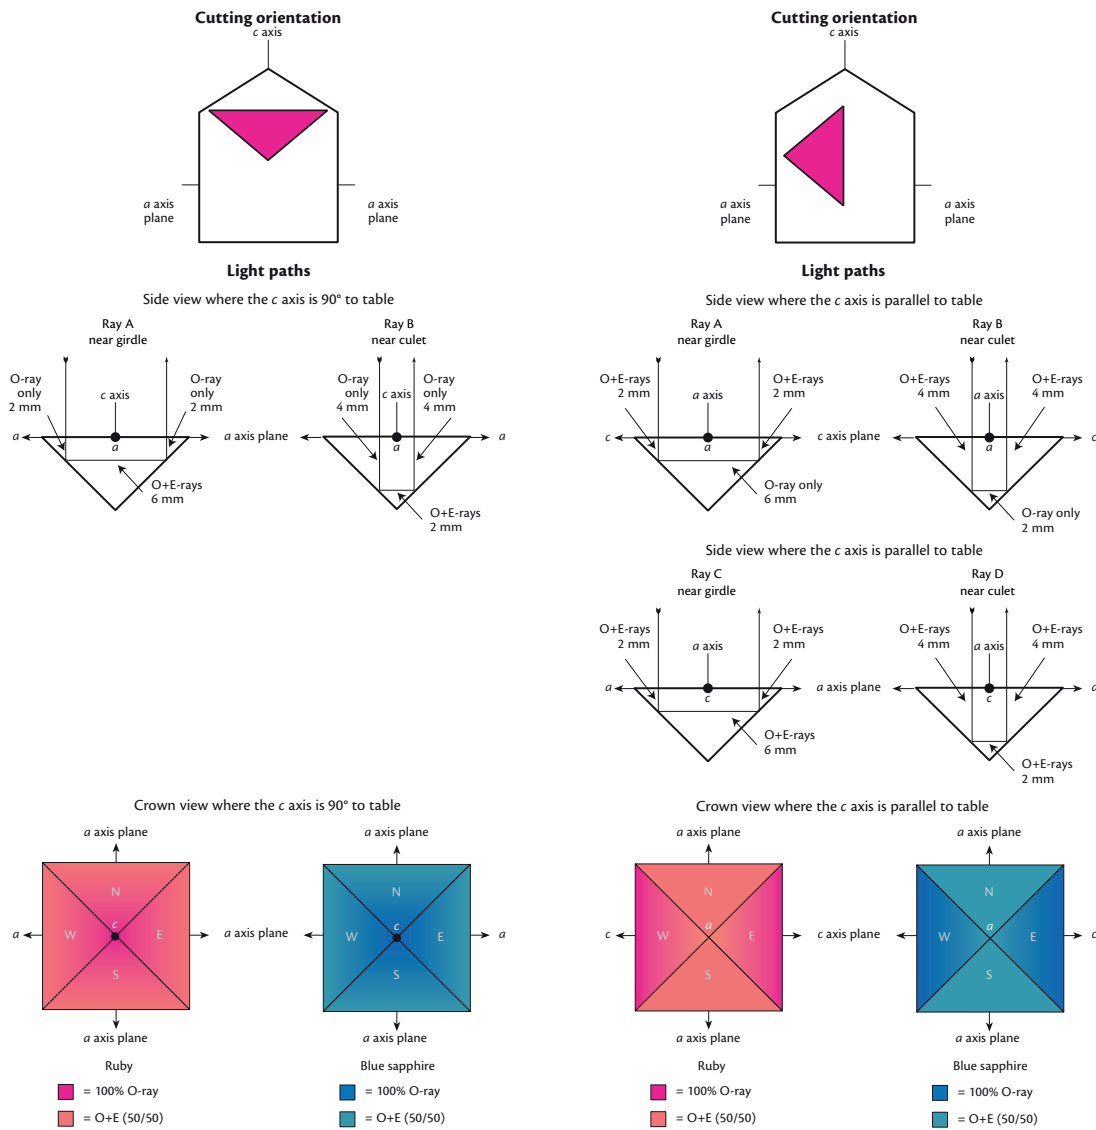 Cutting orientation
c axis
a axis
plane
a axis
plane
Light paths
Side view where the c axis is 90° to table
Ray A
near girdle
O-ray
only
2 mm
c axis
O-ray
only
2 mm
a
a
a axis plane
O+E-rays
6 mm
Ray B
near culet
O-ray
only
4 mm
c axis
O-ray
only
4 mm
a
a
O+E-rays
2 mm
Crown view where the c axis is 90° to table
a axis plane
a axis plane
N
W
c
E
S
a
a axis plane
N
W
c
E
S
a
a axis plane
a axis plane
Ruby
= 100% O-ray
= O+E (50/50)
Blue sapphire
= 100% O-ray
= O+E (50/50)
Cutting orientation
c axis
a axis
plane
a axis
plane
Light paths
Side view where the c axis is parallel to table
Ray A
near girdle
O+E-rays
2 mm
a axis
O+E-rays
2 mm
c
a
c axis plane
O-ray only
6 mm
Ray B
near culet
O+E-rays
4 mm
a axis
O+E-rays
4 mm
a
c
O-ray only
2 mm
Side view where the c axis is parallel to table
Ray C
near girdle
O+E-rays
2 mm
a axis
O+E-rays
2 mm
a
c
a axis plane
O+E-rays
6 mm
Ray D
near culet
O+E-rays
4 mm
a axis
O+E-rays
4 mm
c
a
O+E-rays
2 mm
Crown view where the c axis is parallel to table
a axis plane
a axis plane
N
W
a
E
S
c
c axis plane
N
W
a
E
S
c
a axis plane
a axis plane
Ruby
= 100% O-ray
= O+E (50/50)
Blue sapphire
= 100% O-ray
= O+E (50/50)